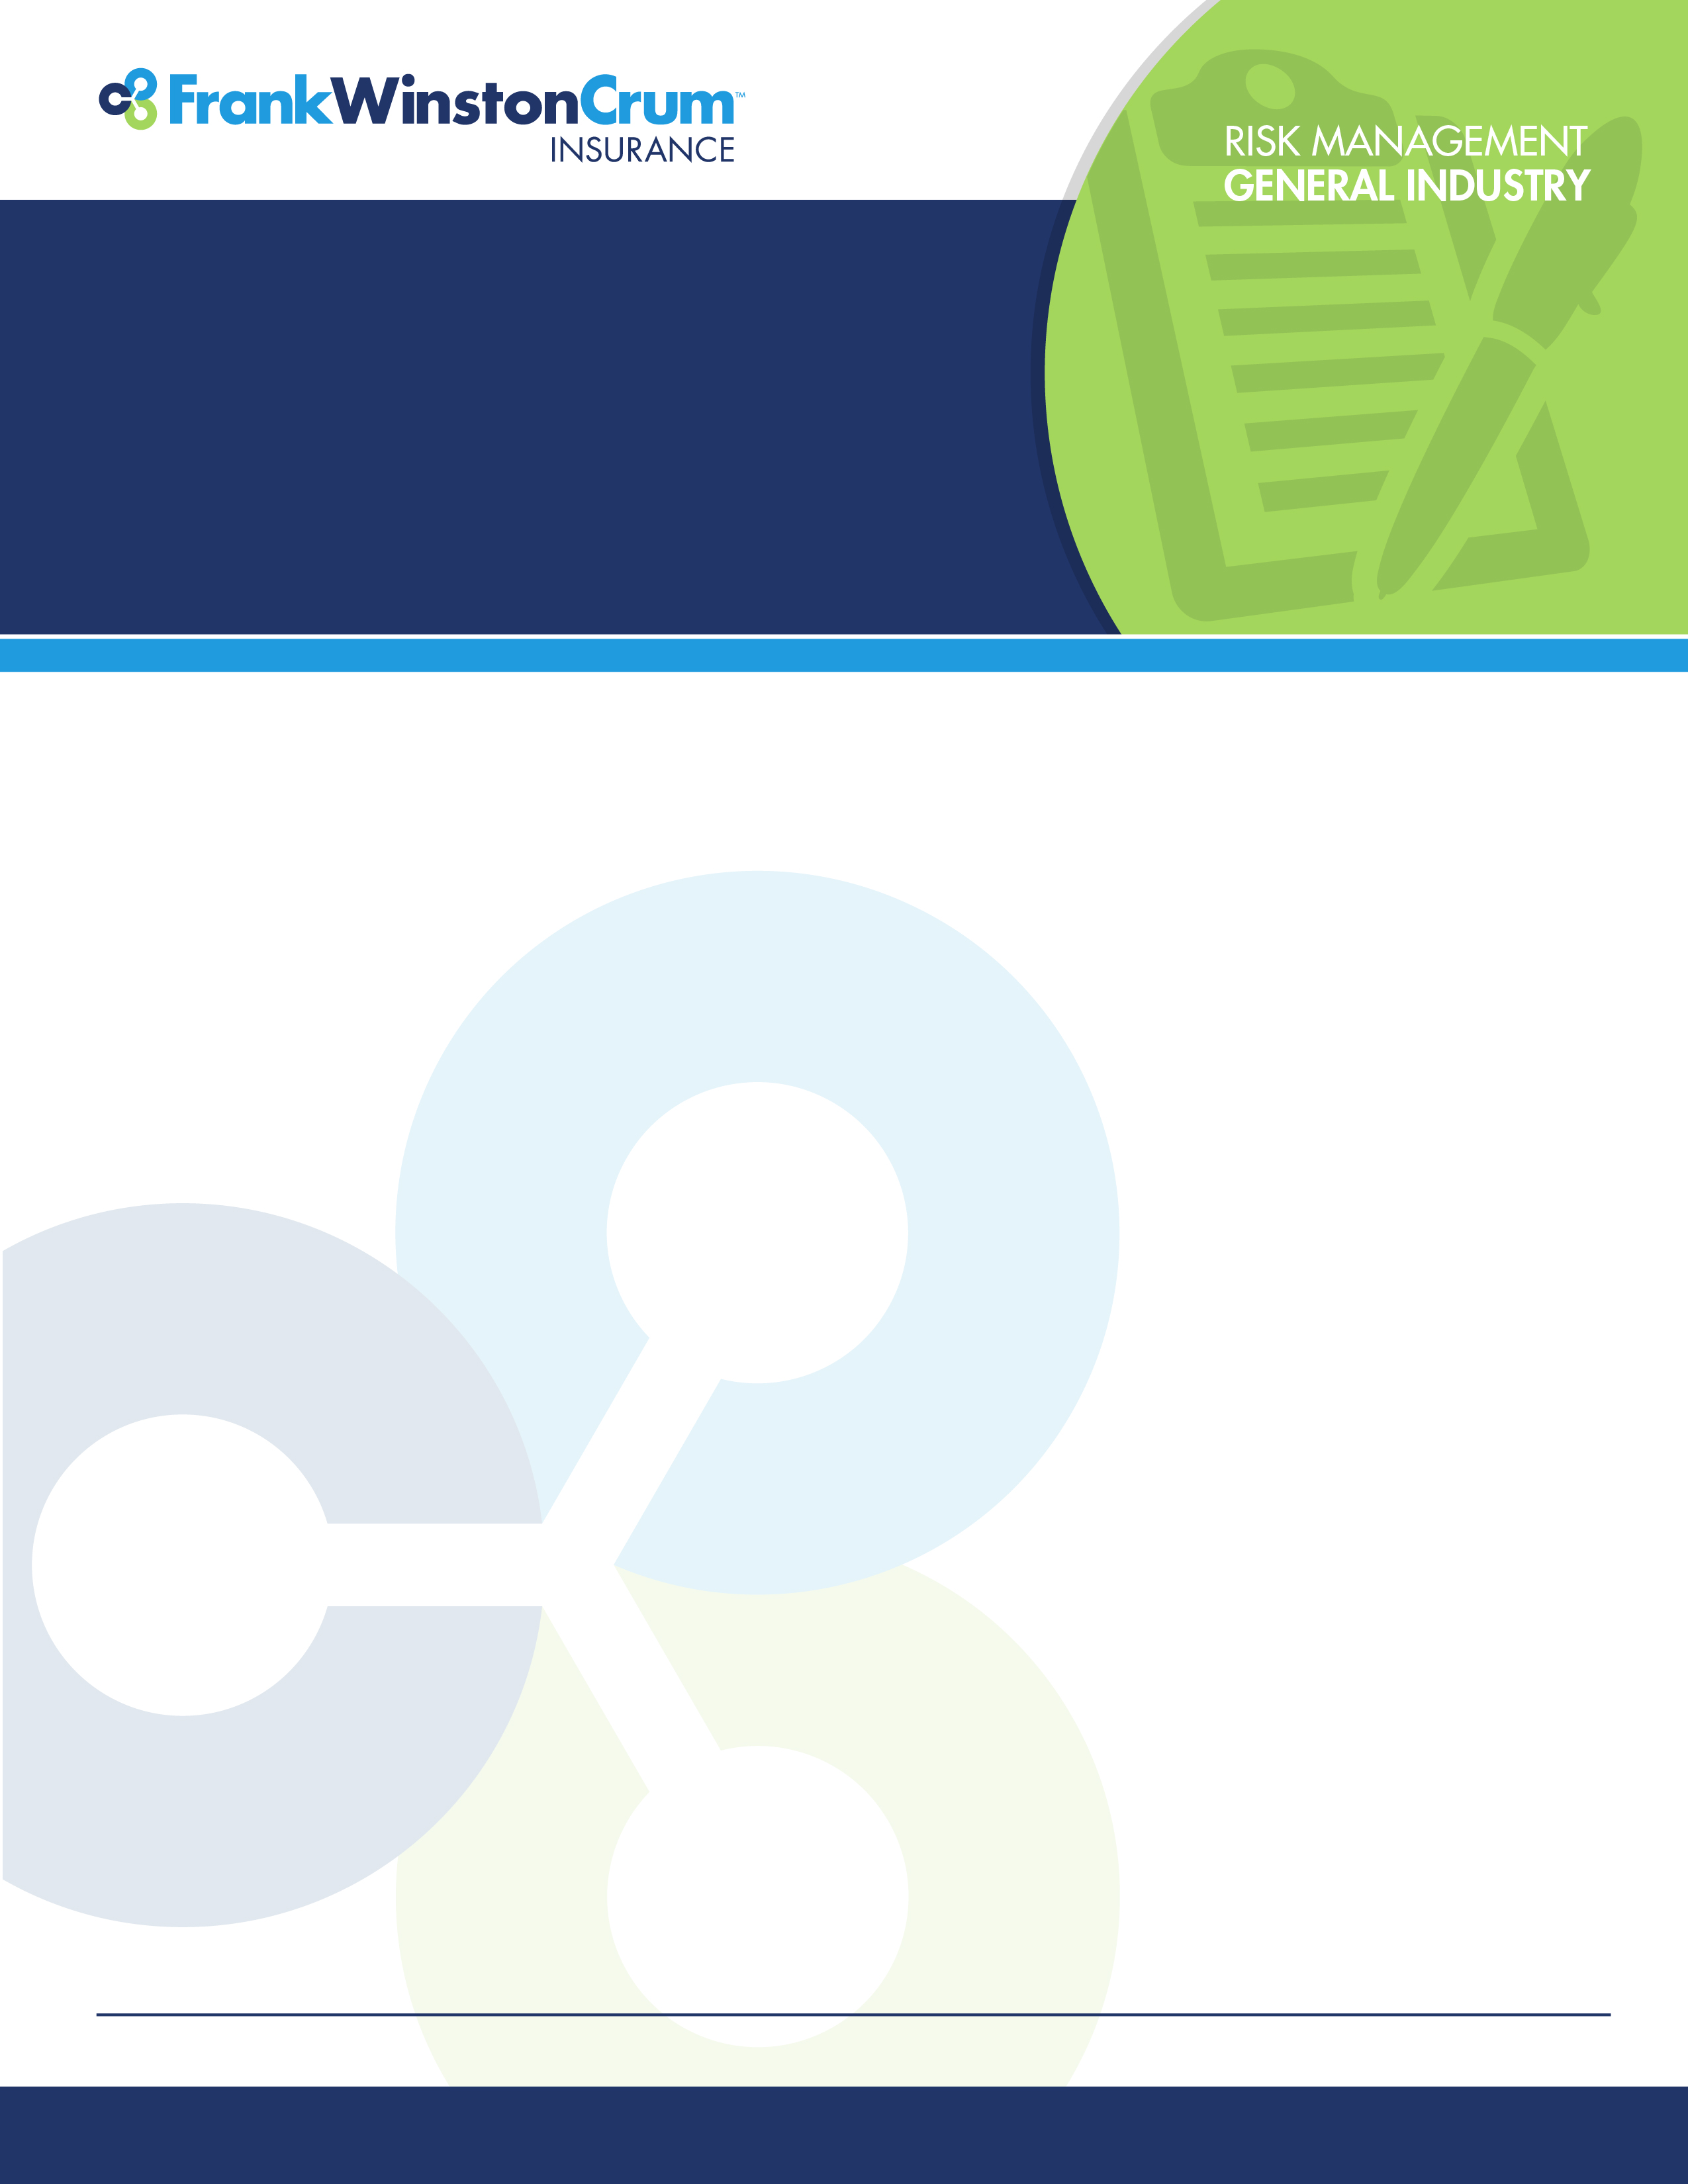 FrankWinstonCrum™
INSURANCE
RISK MANAGEMENT
GENERAL INDUSTRY